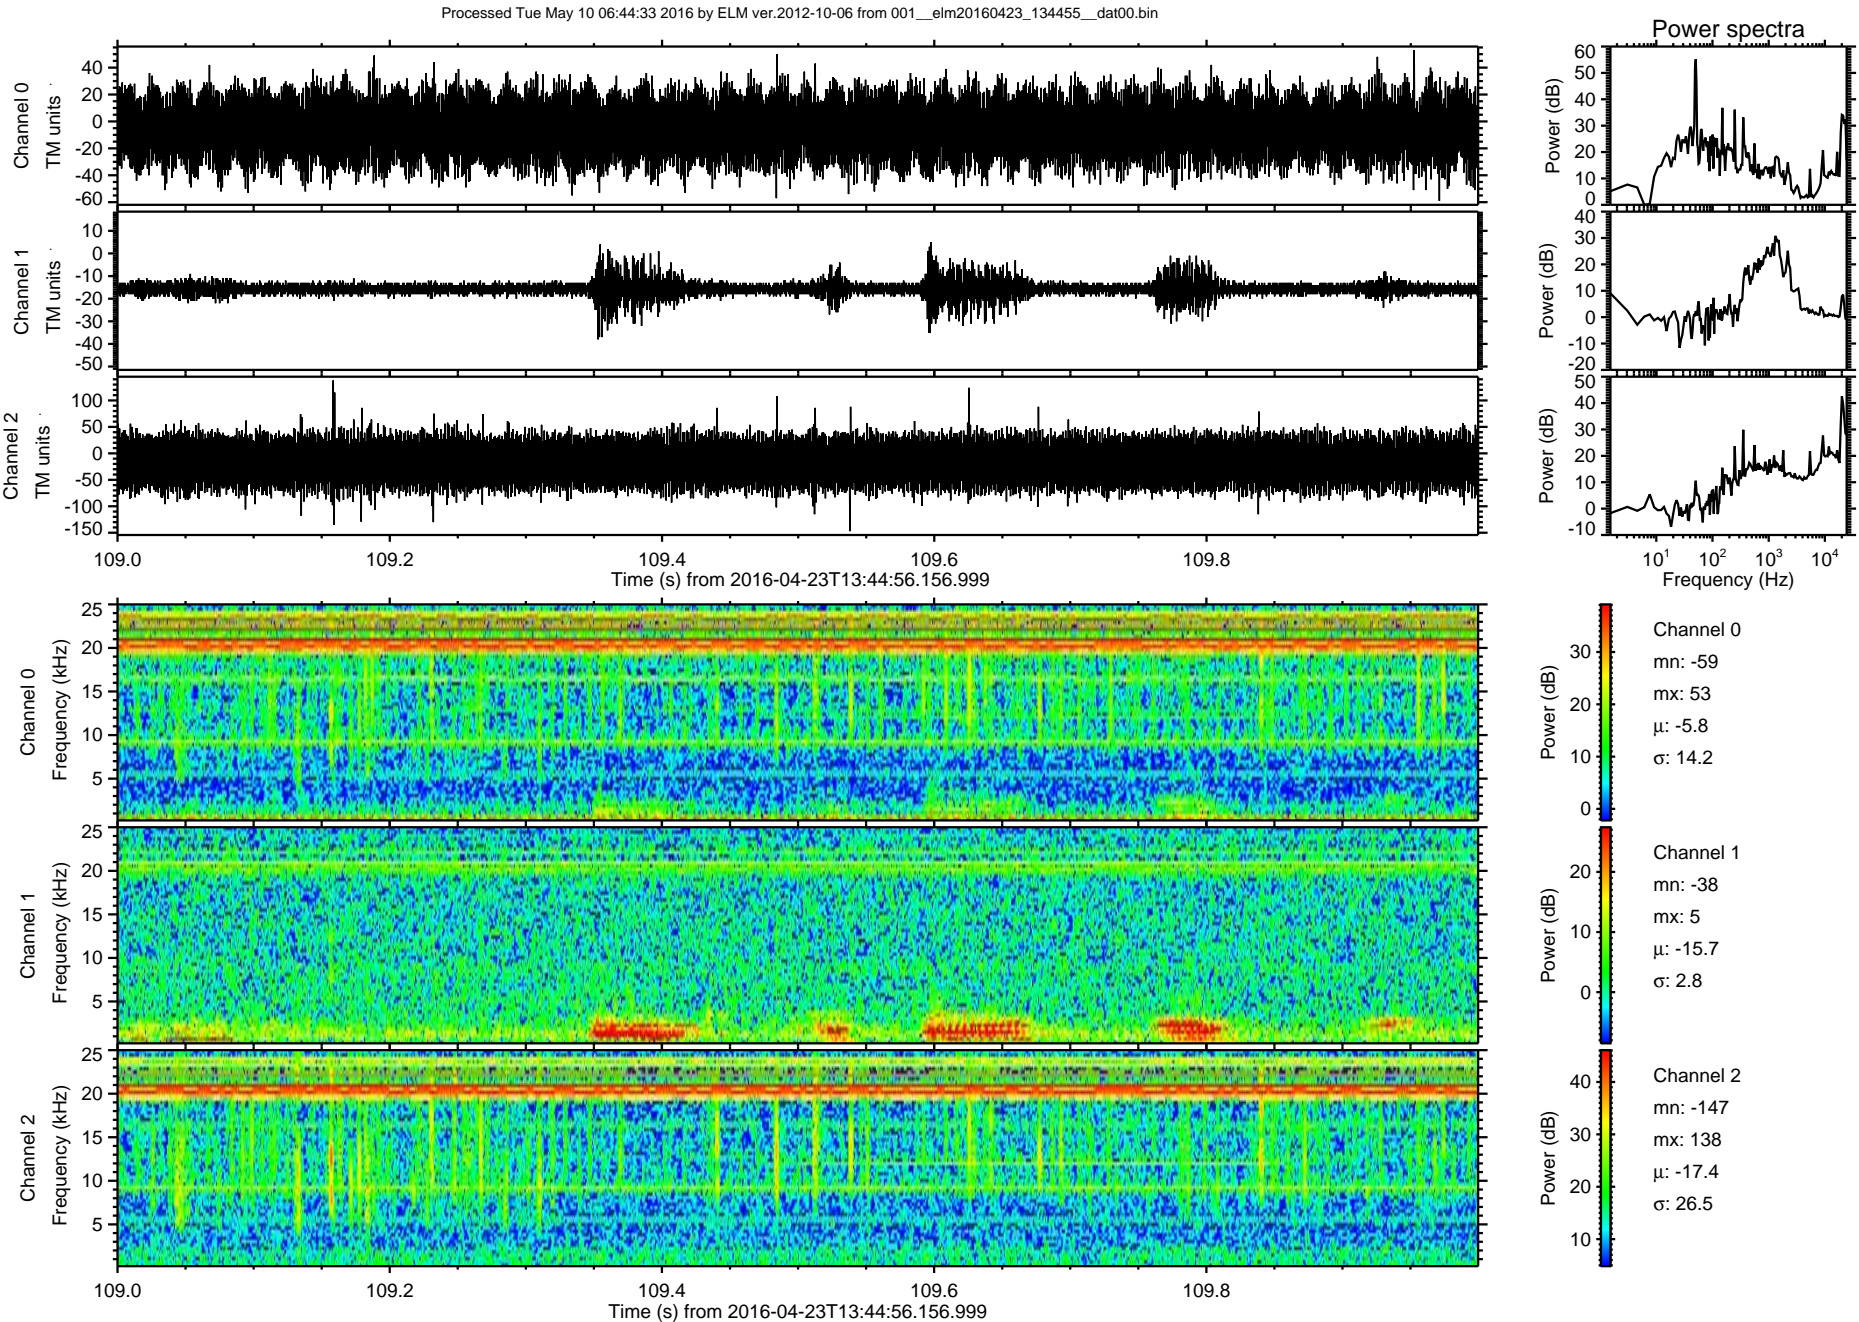 Processed Tue May 10 06:44:33 2016 by ELM ver.2012-10-06 from 001__elm20160423_134455__dat00.bin
Power spectra
Channel 0
TM units
40
20
0
-20
-40
-60
Power (dB)
60
50
40
30
20
10
0
Channel 1
TM units
10
0
-10
-20
-30
-40
-50
Power (dB)
40
30
20
10
0
-10
-20
Channel 2
TM units
100
50
0
-50
-100
-150
Power (dB)
50
40
30
20
10
0
-10
109.0 109.2 109.4 109.6 109.8
Time (s) from 2016-04-23T13:44:56.156.999
10^1 10^2 10^3 10^4
Frequency (Hz)
Channel 0
Frequency (kHz)
25
20
15
10
5
Power (dB)
30
20
10
0
Channel 0
mn: -59
mx: 53
μ: -5.8
σ: 14.2
Channel 1
Frequency (kHz)
25
20
15
10
5
Power (dB)
20
10
0
Channel 1
mn: -38
mx: 5
μ: -15.7
σ: 2.8
Channel 2
Frequency (kHz)
25
20
15
10
5
Power (dB)
40
30
20
10
Channel 2
mn: -147
mx: 138
μ: -17.4
σ: 26.5
109.0 109.2 109.4 109.6 109.8
Time (s) from 2016-04-23T13:44:56.156.999